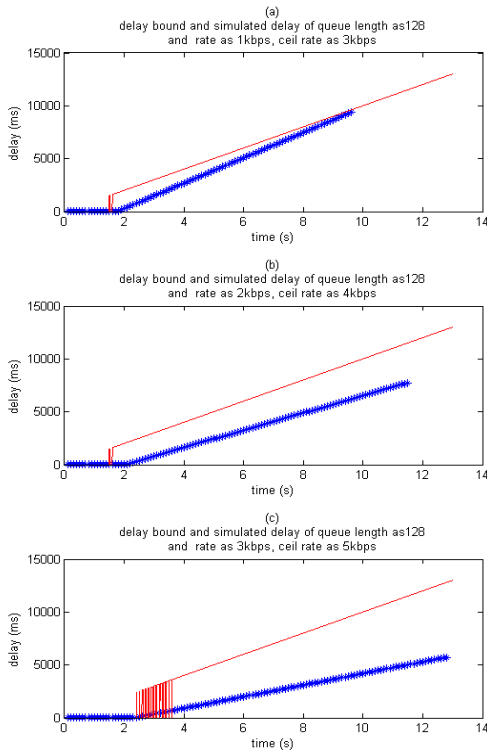 (a)
delay bound and simulated delay of queue length as128
and rate as 1kbps, ceil rate as 3kbps
15000
10000
5000
0
delay (ms)
0 2 4 6 8 10 12 14
time (s)
(b)
delay bound and simulated delay of queue length as128
and rate as 2kbps, ceil rate as 4kbps
15000
10000
5000
0
delay (ms)
0 2 4 6 8 10 12 14
time (s)
(c)
delay bound and simulated delay of queue length as128
and rate as 3kbps, ceil rate as 5kbps
15000
10000
5000
0
delay (ms)
0 2 4 6 8 10 12 14
time (s)